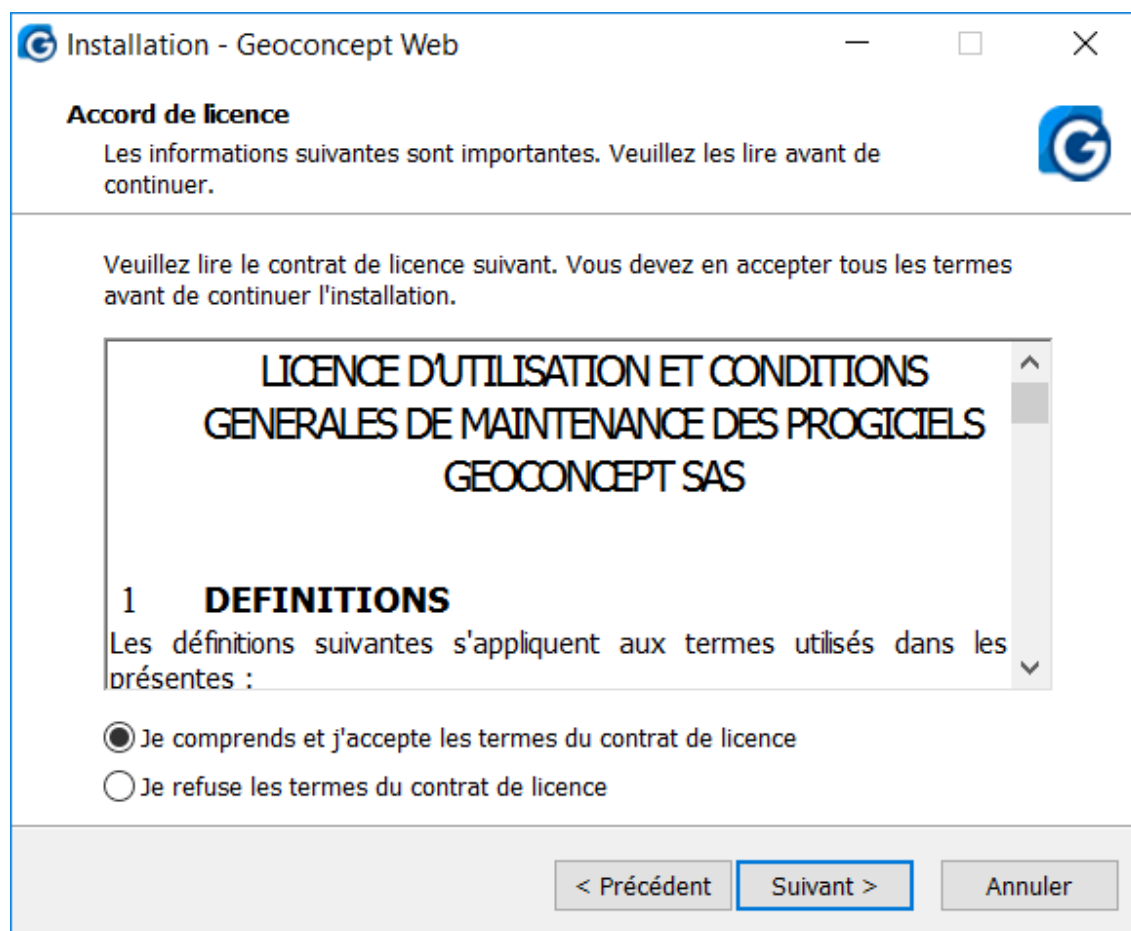 Installation - Geoconcept Web
Accord de licence
Les informations suivantes sont importantes. Veuillez les lire avant de
continuer.
Veuillez lire le contrat de licence suivant. Vous devez en accepter tous les termes
avant de continuer l'installation.
LICENCE D'UTILISATION ET CONDITIONS
GENERALES DE MAINTENANCE DES PROGICIELS
GEOCONCEPT SAS
1 DEFINITIONS
Les définitions suivantes s'appliquent aux termes utilisés dans les
présentes :
Je comprends et j'accepte les termes du contrat de licence
Je refuse les termes du contrat de licence
< Précédent Suivant > Annuler